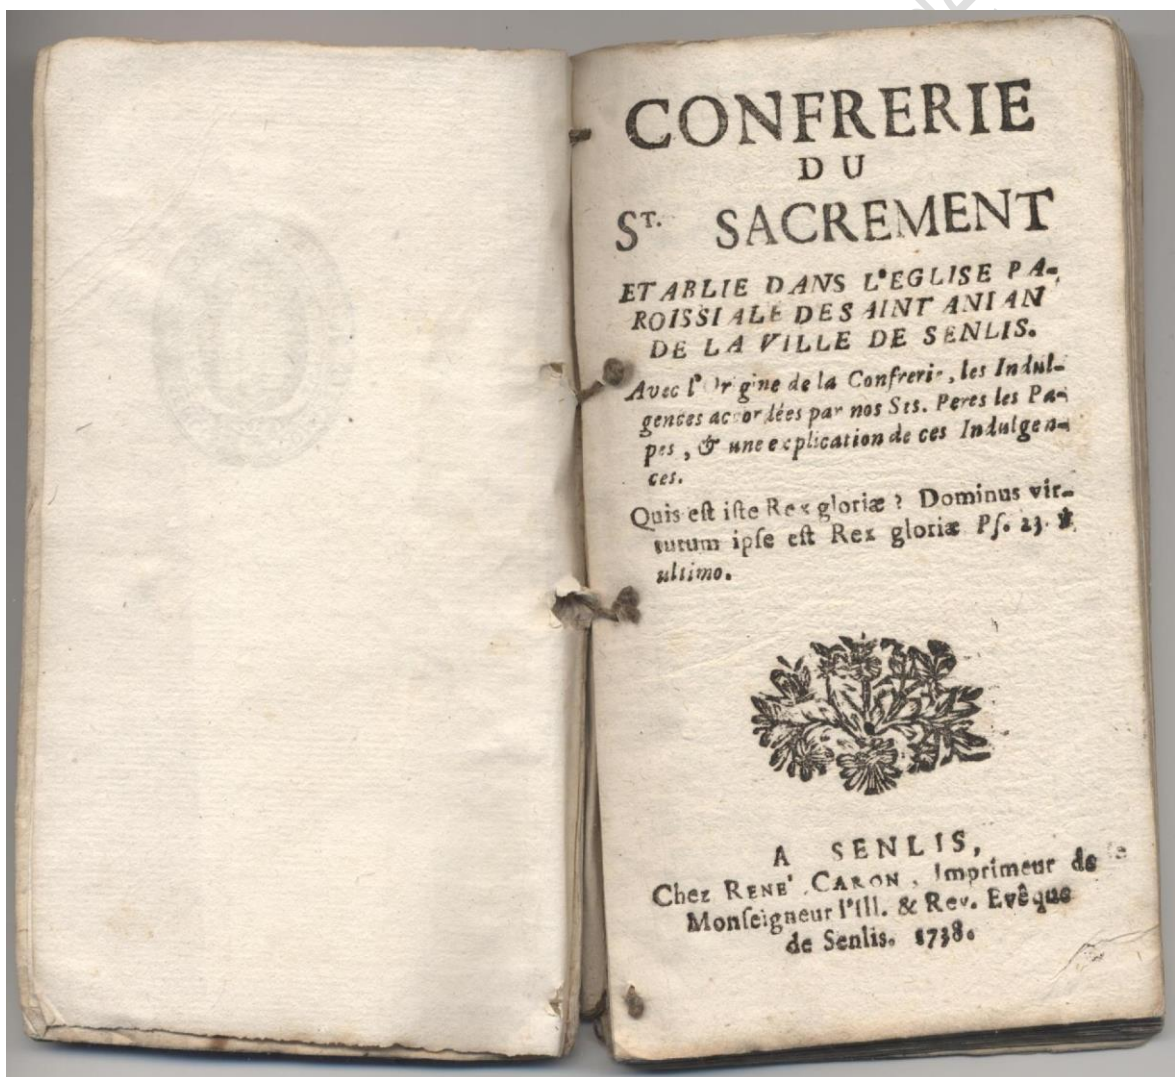 CONFRERIE
DU
ST. SACREMENT
ETABLIE DANS L'EGLISE PA-
ROISSIALE DE SAINT ANIAN
DE LA VILLE DE SENLIS.
Avec l'Origine de la Confrerie, les Indul-
gences accordées par nos Sts. Peres les Pa-
pes, & une explication de ces Indulgen-
ces.
Quis eſt iſte Rex gloriæ ? Dominus vir-
tutum ipſe eſt Rex gloriæ Pſ. 23. ℣
ultimo.
A SENLIS,
Chez RENE' CARON, Imprimeur de
Monſeigneur l'Ill. & Rev. Evêque
de Senlis. 1738.